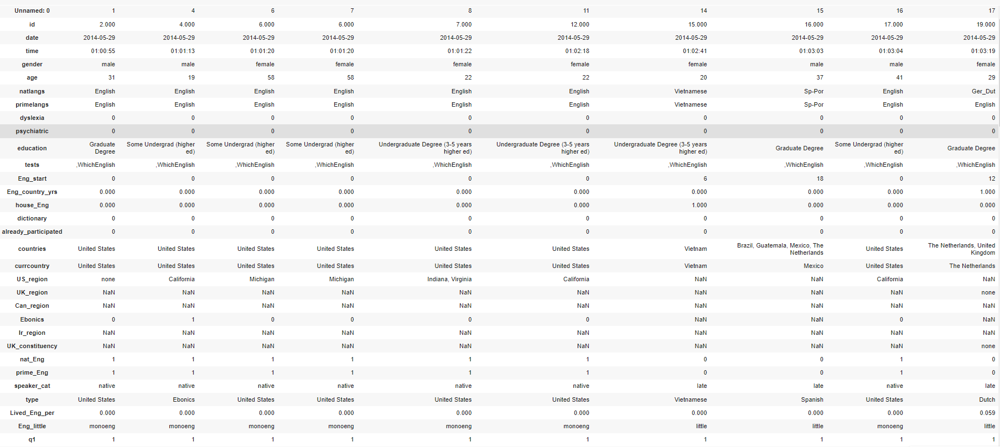 Unnamed: 0 1 4 6 7 8 11 14 15 16 17
id 2.000 4.000 6.000 6.000 7.000 12.000 15.000 16.000 17.000 19.000
date 2014-05-29 2014-05-29 2014-05-29 2014-05-29 2014-05-29 2014-05-29 2014-05-29 2014-05-29 2014-05-29 2014-05-29
time 01:00:55 01:01:13 01:01:20 01:01:20 01:01:22 01:02:18 01:02:41 01:03:03 01:03:04 01:03:19
gender male male female female female female female male male female
age 31 19 58 58 22 22 20 37 41 29
natlangs English English English English English English Vietnamese Sp-Por English Ger_Dut
primelangs English English English English English English Vietnamese Sp-Por English English
dyslexia 0 0 0 0 0 0 0 0 0 0
psychiatric 0 0 0 0 0 0 0 0 0 0
education Graduate Degree Some Undergrad (higher ed) Some Undergrad (higher ed) Some Undergrad (higher ed) Undergraduate Degree (3-5 years higher ed) Undergraduate Degree (3-5 years higher ed) Undergraduate Degree (3-5 years higher ed) Graduate Degree Some Undergrad (higher ed) Graduate Degree
tests ,WhichEnglish ,WhichEnglish ,WhichEnglish ,WhichEnglish ,WhichEnglish ,WhichEnglish ,WhichEnglish ,WhichEnglish ,WhichEnglish ,WhichEnglish
Eng_start 0 0 0 0 0 0 6 18 0 12
Eng_country_yrs 0.000 0.000 0.000 0.000 0.000 0.000 0.000 0.000 0.000 1.000
house_Eng 0.000 0.000 0.000 0.000 0.000 0.000 1.000 0.000 0.000 0.000
dictionary 0 0 0 0 0 0 0 0 0 0
already_participated 0 0 0 0 0 0 0 0 0 0
countries United States United States United States United States United States United States Vietnam Brazil, Guatemala, Mexico, The Netherlands United States The Netherlands, United Kingdom
currcountry United States United States United States United States United States United States Vietnam Mexico United States The Netherlands
US_region none California Michigan Michigan Indiana, Virginia California NaN NaN California NaN
UK_region NaN NaN NaN NaN NaN NaN NaN NaN NaN none
Can_region NaN NaN NaN NaN NaN NaN NaN NaN NaN NaN
Ebonics 0 1 0 0 0 0 NaN NaN 0 NaN
Ir_region NaN NaN NaN NaN NaN NaN NaN NaN NaN NaN
UK_constituency NaN NaN NaN NaN NaN NaN NaN NaN NaN none
nat_Eng 1 1 1 1 1 1 0 0 1 0
prime_Eng 1 1 1 1 1 1 0 0 1 0
speaker_cat native native native native native native late late native late
type United States Ebonics United States United States United States United States Vietnamese Spanish United States Dutch
Lived_Eng_per 0.000 0.000 0.000 0.000 0.000 0.000 0.000 0.000 0.000 0.059
Eng_little monoeng monoeng monoeng monoeng monoeng monoeng little little monoeng little
q1 1 1 1 1 1 1 1 1 1 1